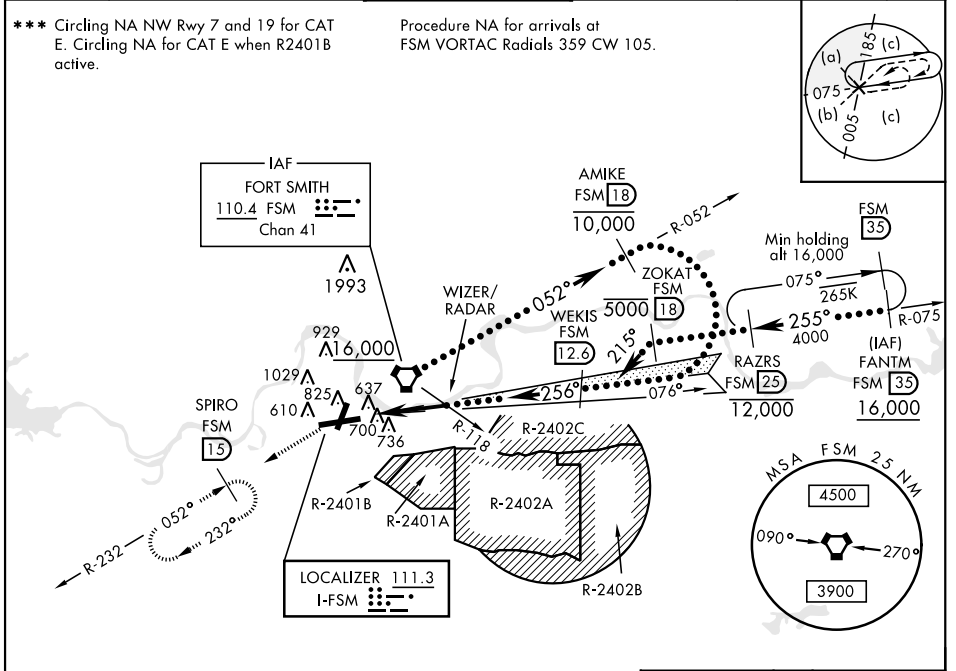 *** Circling NA NW Rwy 7 and 19 for CAT
E. Circling NA for CAT E when R2401B
active.
Procedure NA for arrivals at
FSM VORTAC Radials 359 CW 105.
185
(a)
(c)
075
(b)
(c)
005
IAF
FORT SMITH
110.4 FSM
Chan 41
AMIKE
FSM 18
10,000
R-052
FSM
35
Min holding
alt 16,000
075°
265K
1993
052°
WIZER/
RADAR
ZOKAT
FSM
5000 18
WEKIS
FSM
12.6
215°
255°
4000
R-075
(IAF)
FANTM
FSM 35
16,000
RAZRS
FSM 25
12,000
929
16,000
1029
825
637
610
700
736
256°
076°
R-118
SPIRO
FSM
15
R-2402C
R-2401B
R-2401A
R-2402A
R-2402B
052°
232°
R-232
LOCALIZER 111.3
I-FSM
MSA FSM 25 NM
4500
090°
270°
3900